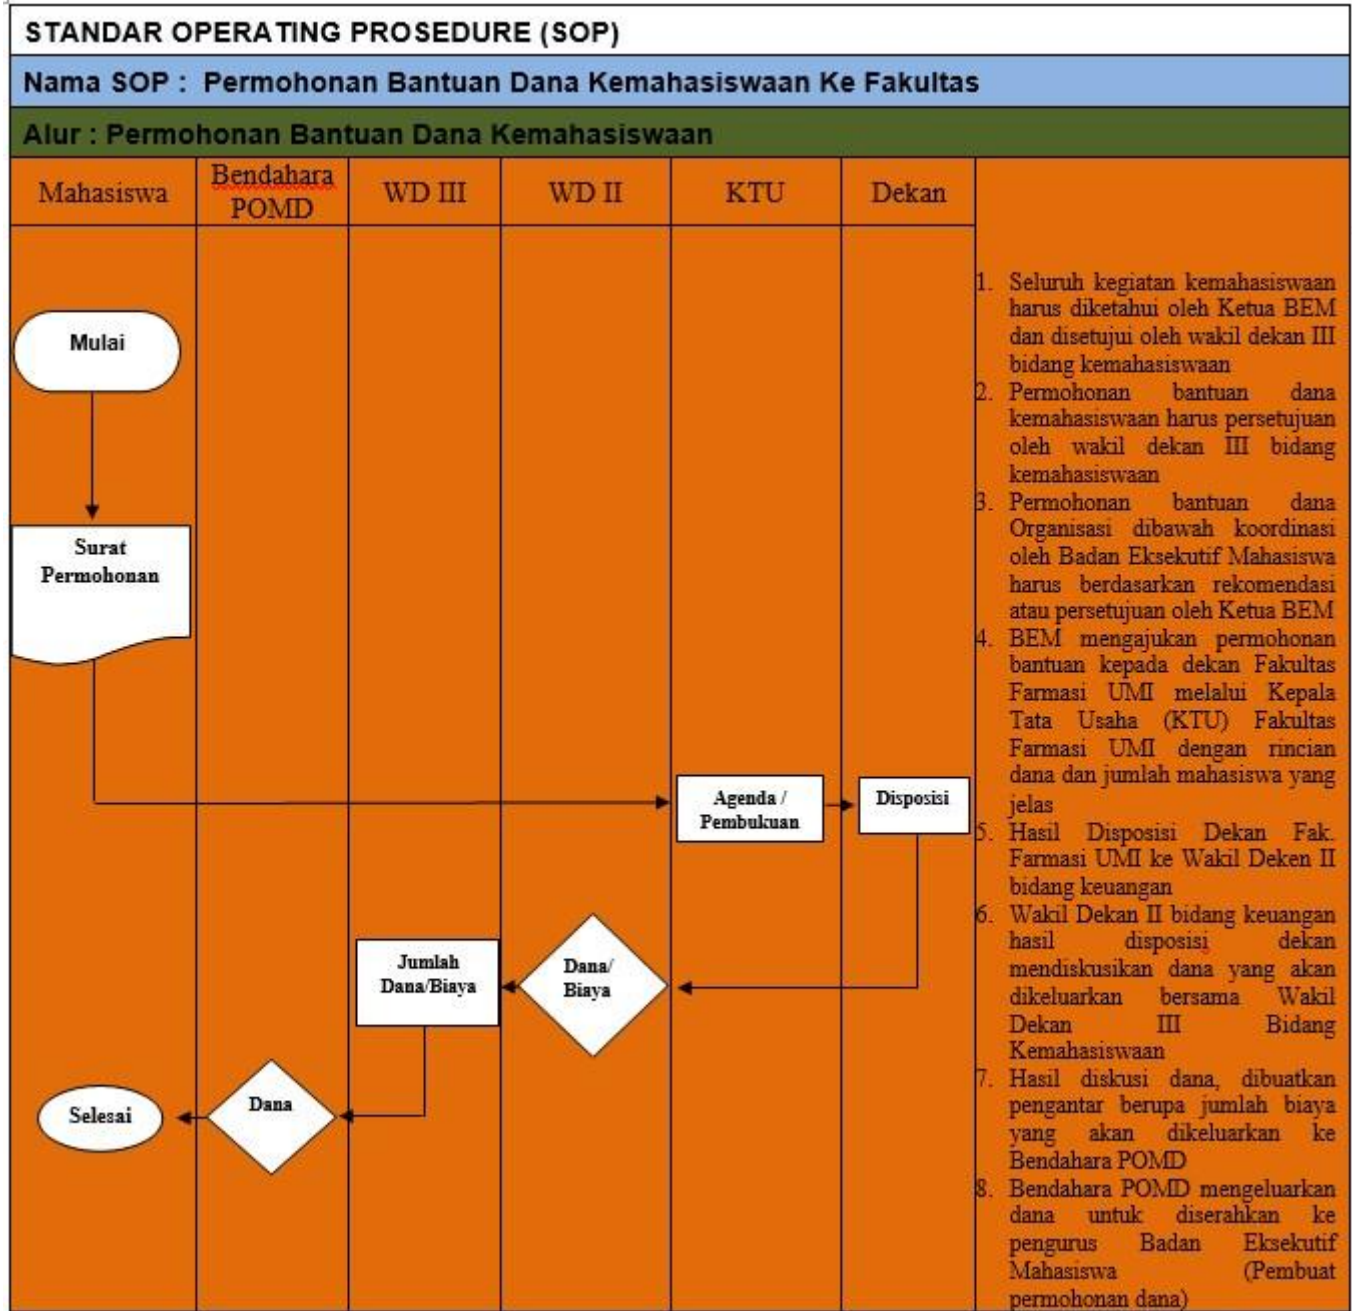 STANDAR OPERATING PROSEDURE (SOP)
Nama SOP : Permohonan Bantuan Dana Kemahasiswaan Ke Fakultas
Alur : Permohonan Bantuan Dana Kemahasiswaan
Mahasiswa
Bendahara
POMD
WD III
WD II
KTU
Dekan
Mulai
Surat
Permohonan
Agenda /
Pembukuan
Disposisi
Dana/
Biaya
Jumlah
Dana/Biaya
Dana
Selesai
1. Seluruh kegiatan kemahasiswaan
harus diketahui oleh Ketua BEM
dan disetujui oleh wakil dekan III
bidang kemahasiswaan
2. Permohonan bantuan dana
kemahasiswaan harus persetujuan
oleh wakil dekan III bidang
kemahasiswaan
3. Permohonan bantuan dana
Organisasi dibawah koordinasi
oleh Badan Eksekutif Mahasiswa
harus berdasarkan rekomendasi
atau persetujuan oleh Ketua BEM
4. BEM mengajukan permohonan
bantuan kepada dekan Fakultas
Farmasi UMI melalui Kepala
Tata Usaha (KTU) Fakultas
Farmasi UMI dengan rincian
dana dan jumlah mahasiswa yang
jelas
5. Hasil Disposisi Dekan Fak.
Farmasi UMI ke Wakil Deken II
bidang keuangan
6. Wakil Dekan II bidang keuangan
hasil disposisi dekan
mendiskusikan dana yang akan
dikeluarkan bersama Wakil
Dekan III Bidang
Kemahasiswaan
7. Hasil diskusi dana, dibuatkan
pengantar berupa jumlah biaya
yang akan dikeluarkan ke
Bendahara POMD
8. Bendahara POMD mengeluarkan
dana untuk diserahkan ke
pengurus Badan Eksekutif
Mahasiswa (Pembuat
permohonan dana)